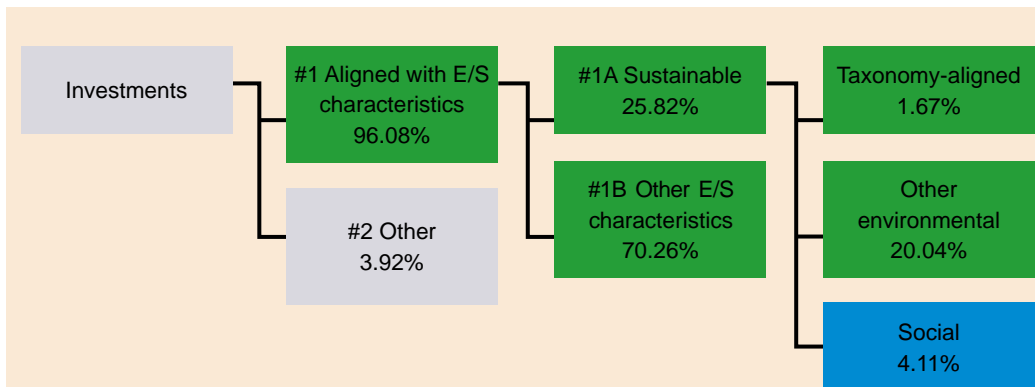 Investments
#1 Aligned with E/S
characteristics
96.08%
#2 Other
3.92%
#1A Sustainable
25.82%
#1B Other E/S
characteristics
70.26%
Taxonomy-aligned
1.67%
Other
environmental
20.04%
Social
4.11%